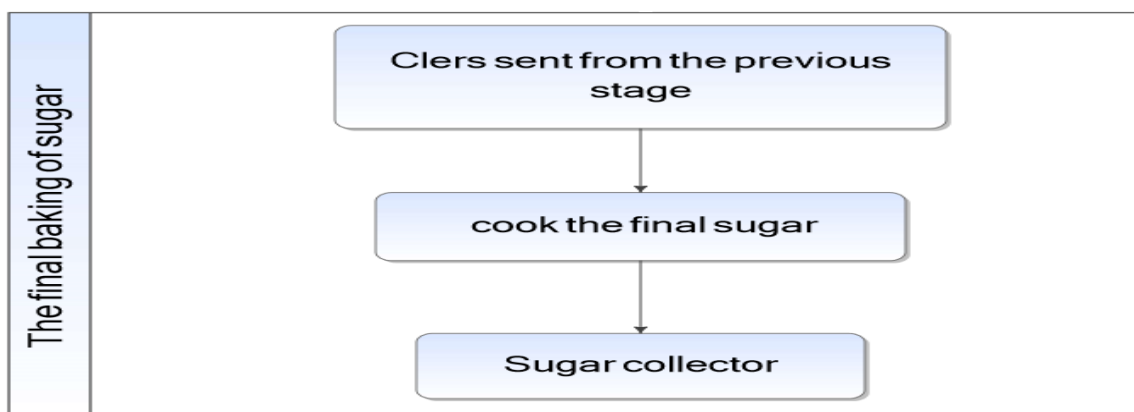 The final baking of sugar
Clers sent from the previous
stage
cook the final sugar
Sugar collector